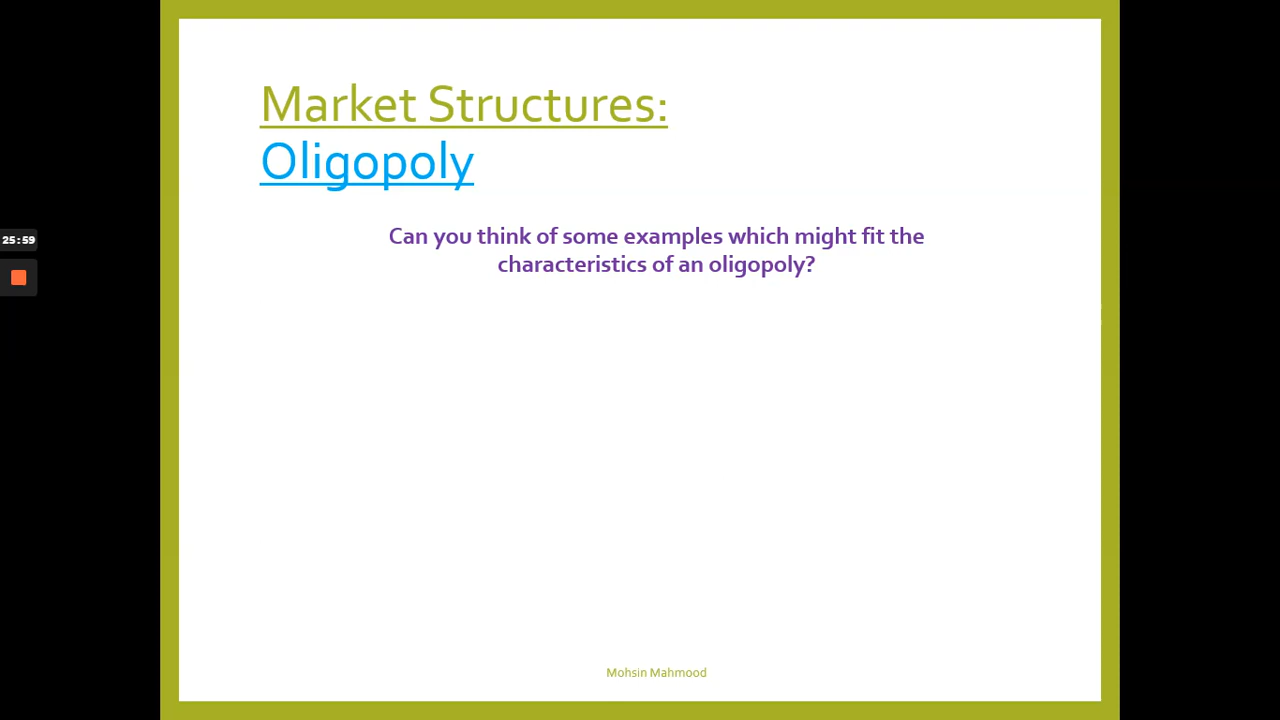 Market Structures:
Oligopoly
Can you think of some examples which might fit the
characteristics of an oligopoly?
25:59
Mohsin Mahmood